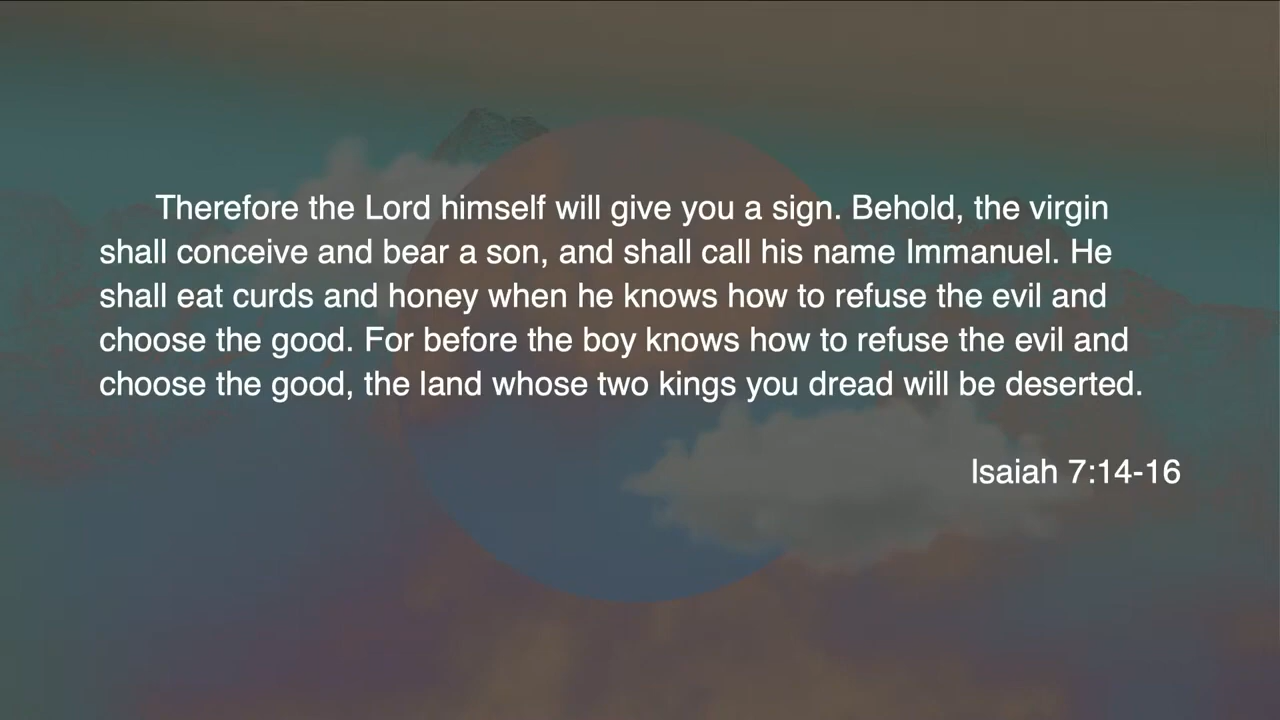 Therefore the Lord himself will give you a sign. Behold, the virgin
shall conceive and bear a son, and shall call his name Immanuel. He
shall eat curds and honey when he knows how to refuse the evil and
choose the good. For before the boy knows how to refuse the evil and
choose the good, the land whose two kings you dread will be deserted.
Isaiah 7:14-16